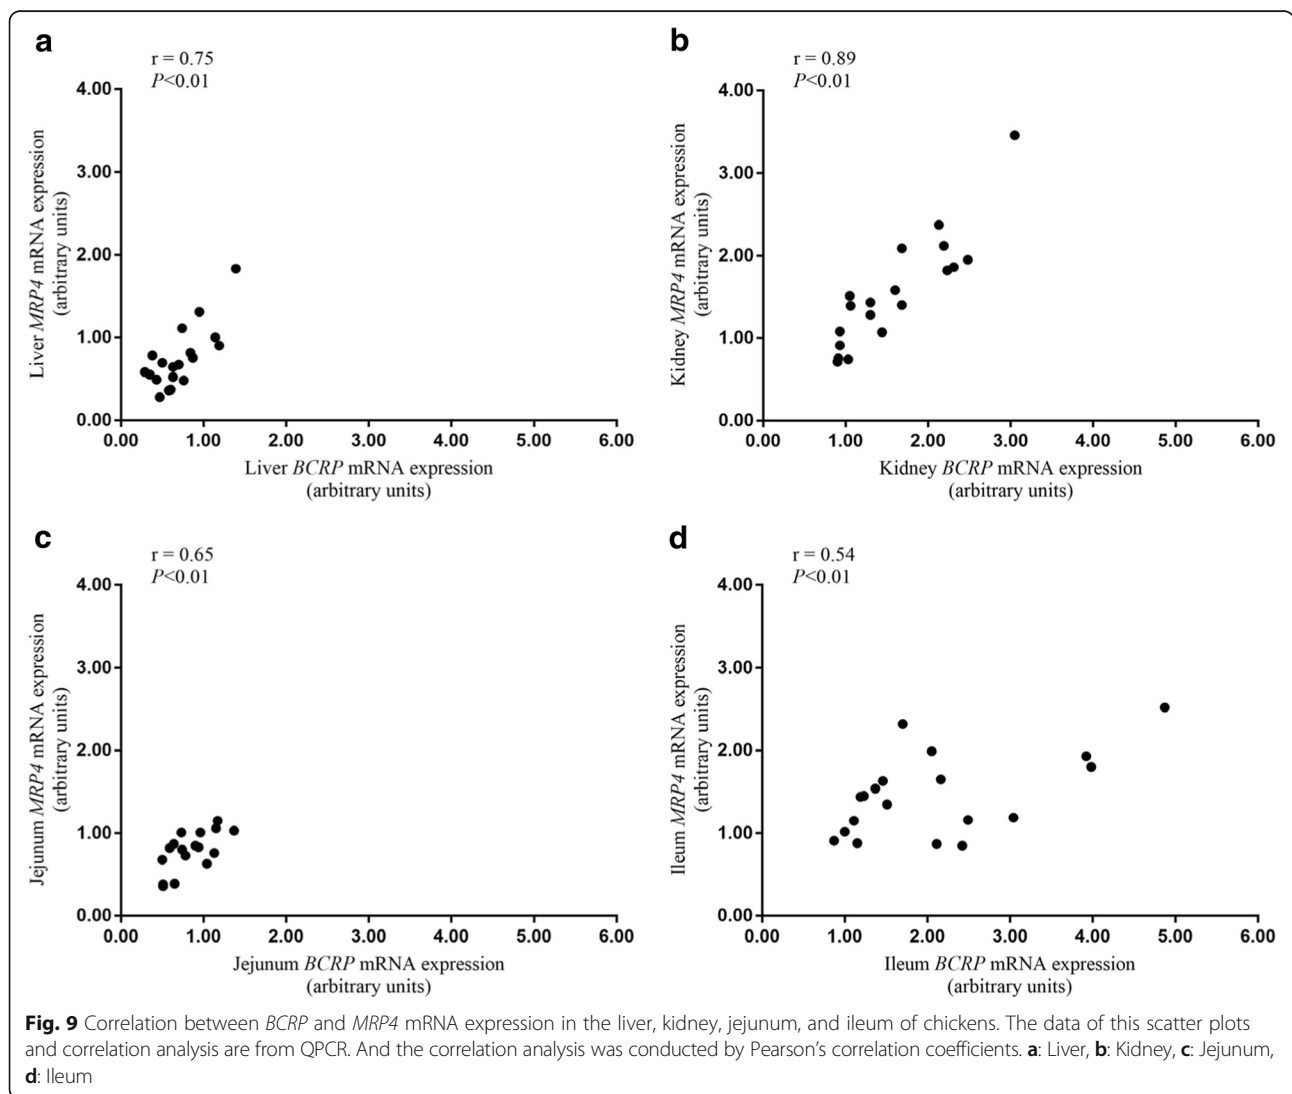 a
r = 0.75
P<0.01
4.00
3.00
2.00
1.00
0.00
Liver MRP4 mRNA expression
(arbitrary units)
0.00 1.00 2.00 3.00 4.00 5.00 6.00
Liver BCRP mRNA expression
(arbitrary units)
b
r = 0.89
P<0.01
4.00
3.00
2.00
1.00
0.00
Kidney MRP4 mRNA expression
(arbitrary units)
0.00 1.00 2.00 3.00 4.00 5.00 6.00
Kidney BCRP mRNA expression
(arbitrary units)
c
r = 0.65
P<0.01
4.00
3.00
2.00
1.00
0.00
Jejunum MRP4 mRNA expression
(arbitrary units)
0.00 1.00 2.00 3.00 4.00 5.00 6.00
Jejunum BCRP mRNA expression
(arbitrary units)
d
r = 0.54
P<0.01
4.00
3.00
2.00
1.00
0.00
Ileum MRP4 mRNA expression
(arbitrary units)
0.00 1.00 2.00 3.00 4.00 5.00 6.00
Ileum BCRP mRNA expression
(arbitrary units)
Fig. 9 Correlation between BCRP and MRP4 mRNA expression in the liver, kidney, jejunum, and ileum of chickens. The data of this scatter plots
and correlation analysis are from QPCR. And the correlation analysis was conducted by Pearson's correlation coefficients. a: Liver, b: Kidney, c: Jejunum,
d: Ileum